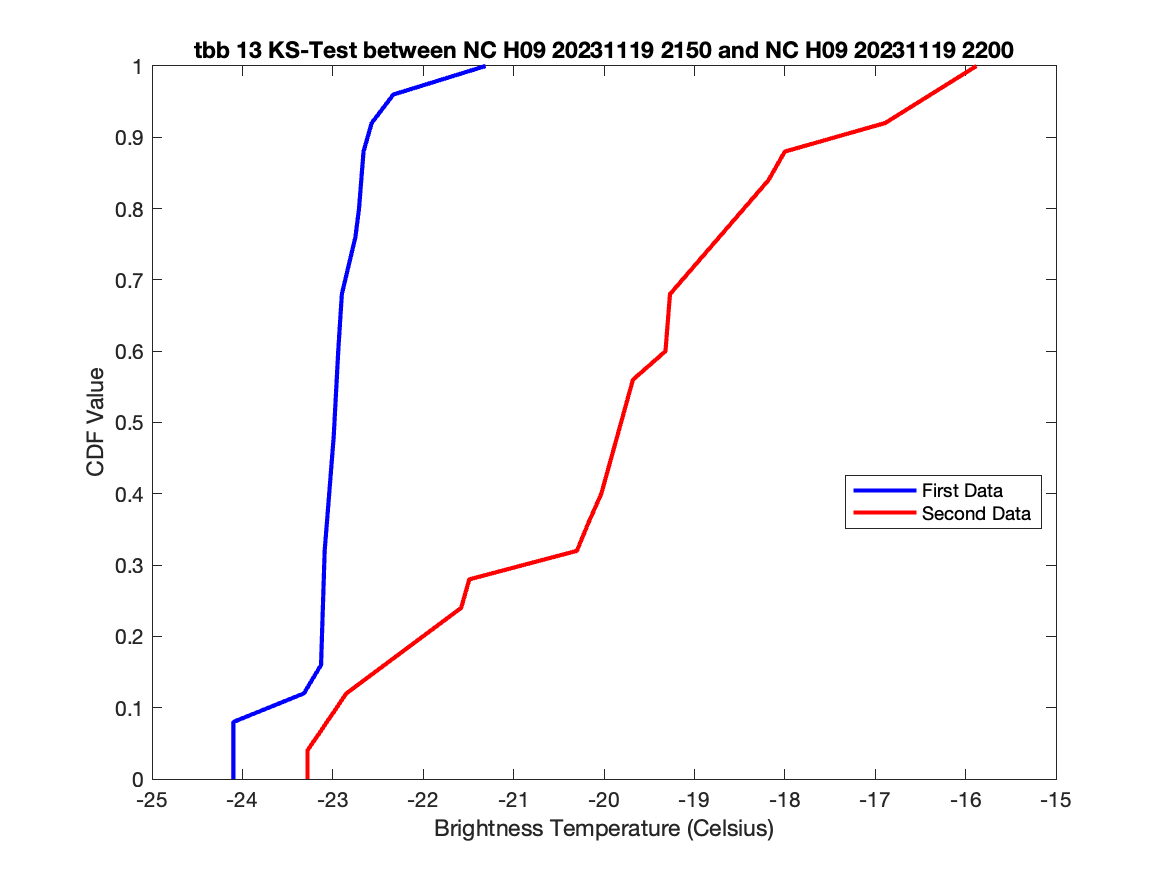 tbb 13 KS-Test between NC H09 20231119 2150 and NC H09 20231119 2200
1
0.9
0.8
0.7
0.6
0.5
0.4
0.3
0.2
0.1
0
CDF Value
First Data
Second Data
-25 -24 -23 -22 -21 -20 -19 -18 -17 -16 -15
Brightness Temperature (Celsius)